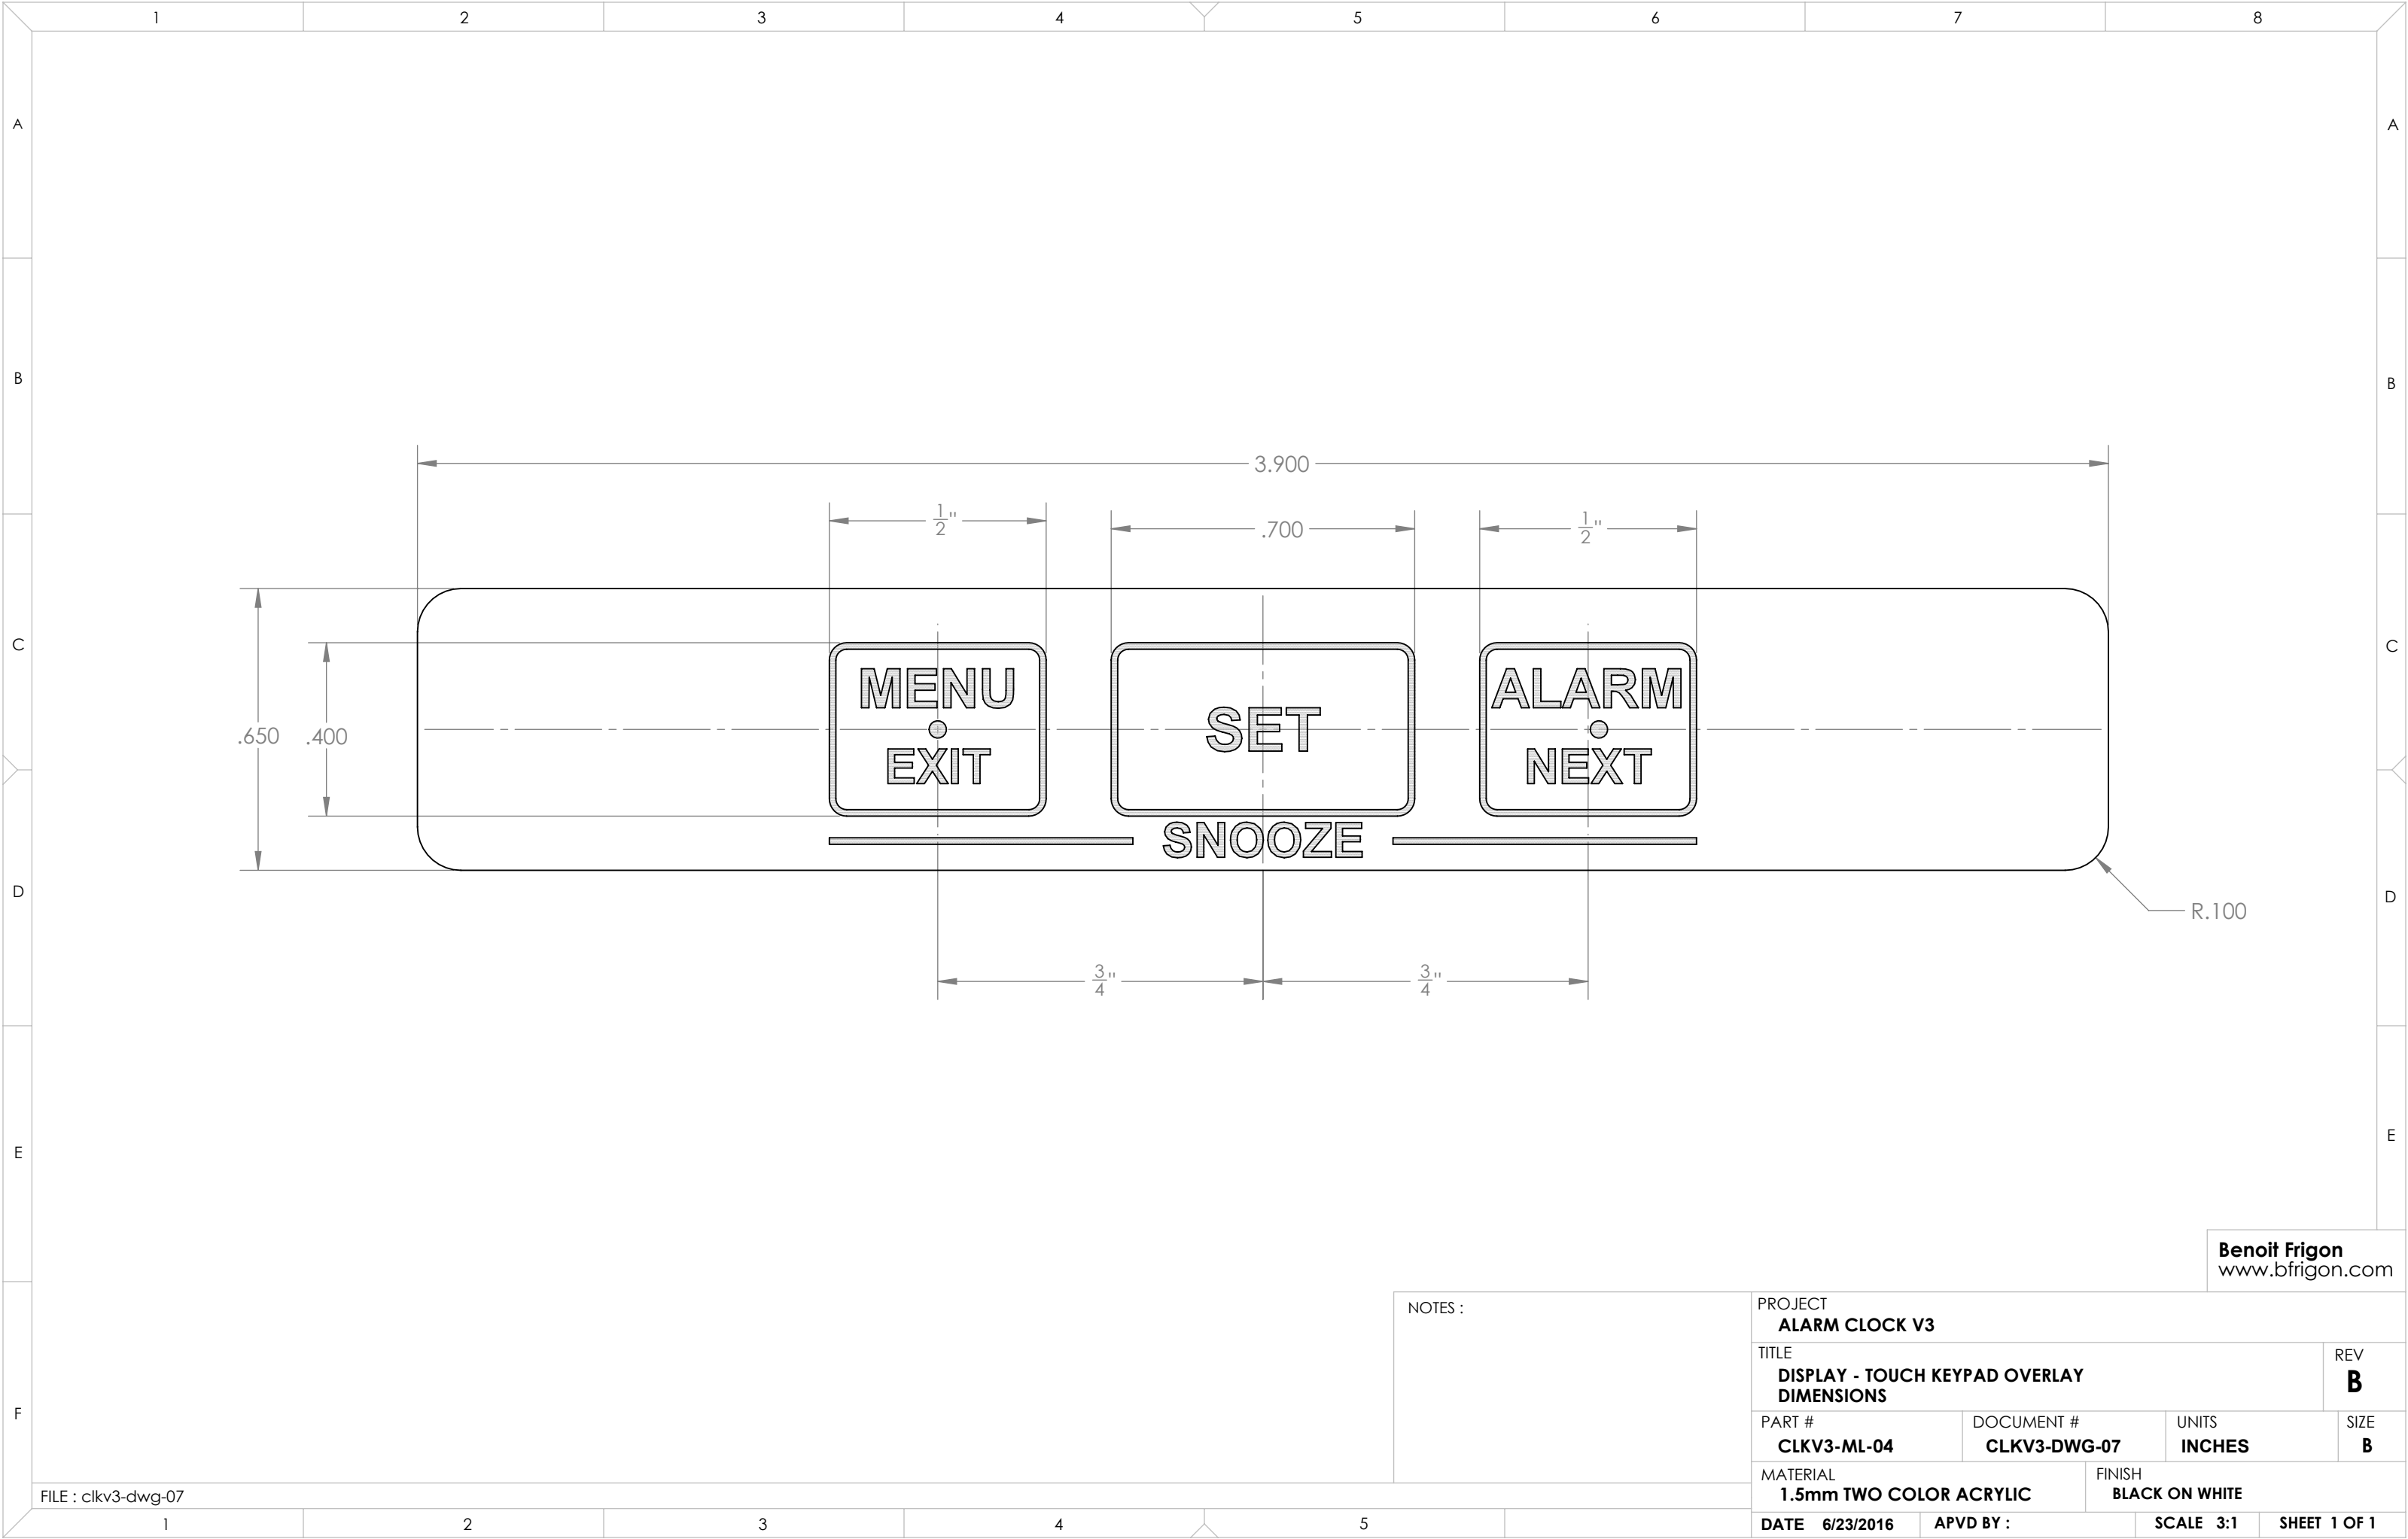 1 2 3 4 5 6 7 8
A A
B B
3.900
1/2" .700 1/2"
C C
MENU ALARM
SET
.650 .400
EXIT NEXT
SNOOZE
D D
R.100
3/4" 3/4"
E E
Benoit Frigon
www.bfrigon.com
NOTES :
PROJECT
ALARM CLOCK V3
TITLE
DISPLAY - TOUCH KEYPAD OVERLAY
DIMENSIONS
REV
B
F
PART #
CLKV3-ML-04
DOCUMENT #
CLKV3-DWG-07
UNITS
INCHES
SIZE
B
MATERIAL
1.5mm TWO COLOR ACRYLIC
FINISH
BLACK ON WHITE
FILE : clkv3-dwg-07
DATE 6/23/2016 APVD BY : SCALE 3:1 SHEET 1 OF 1
1 2 3 4 5